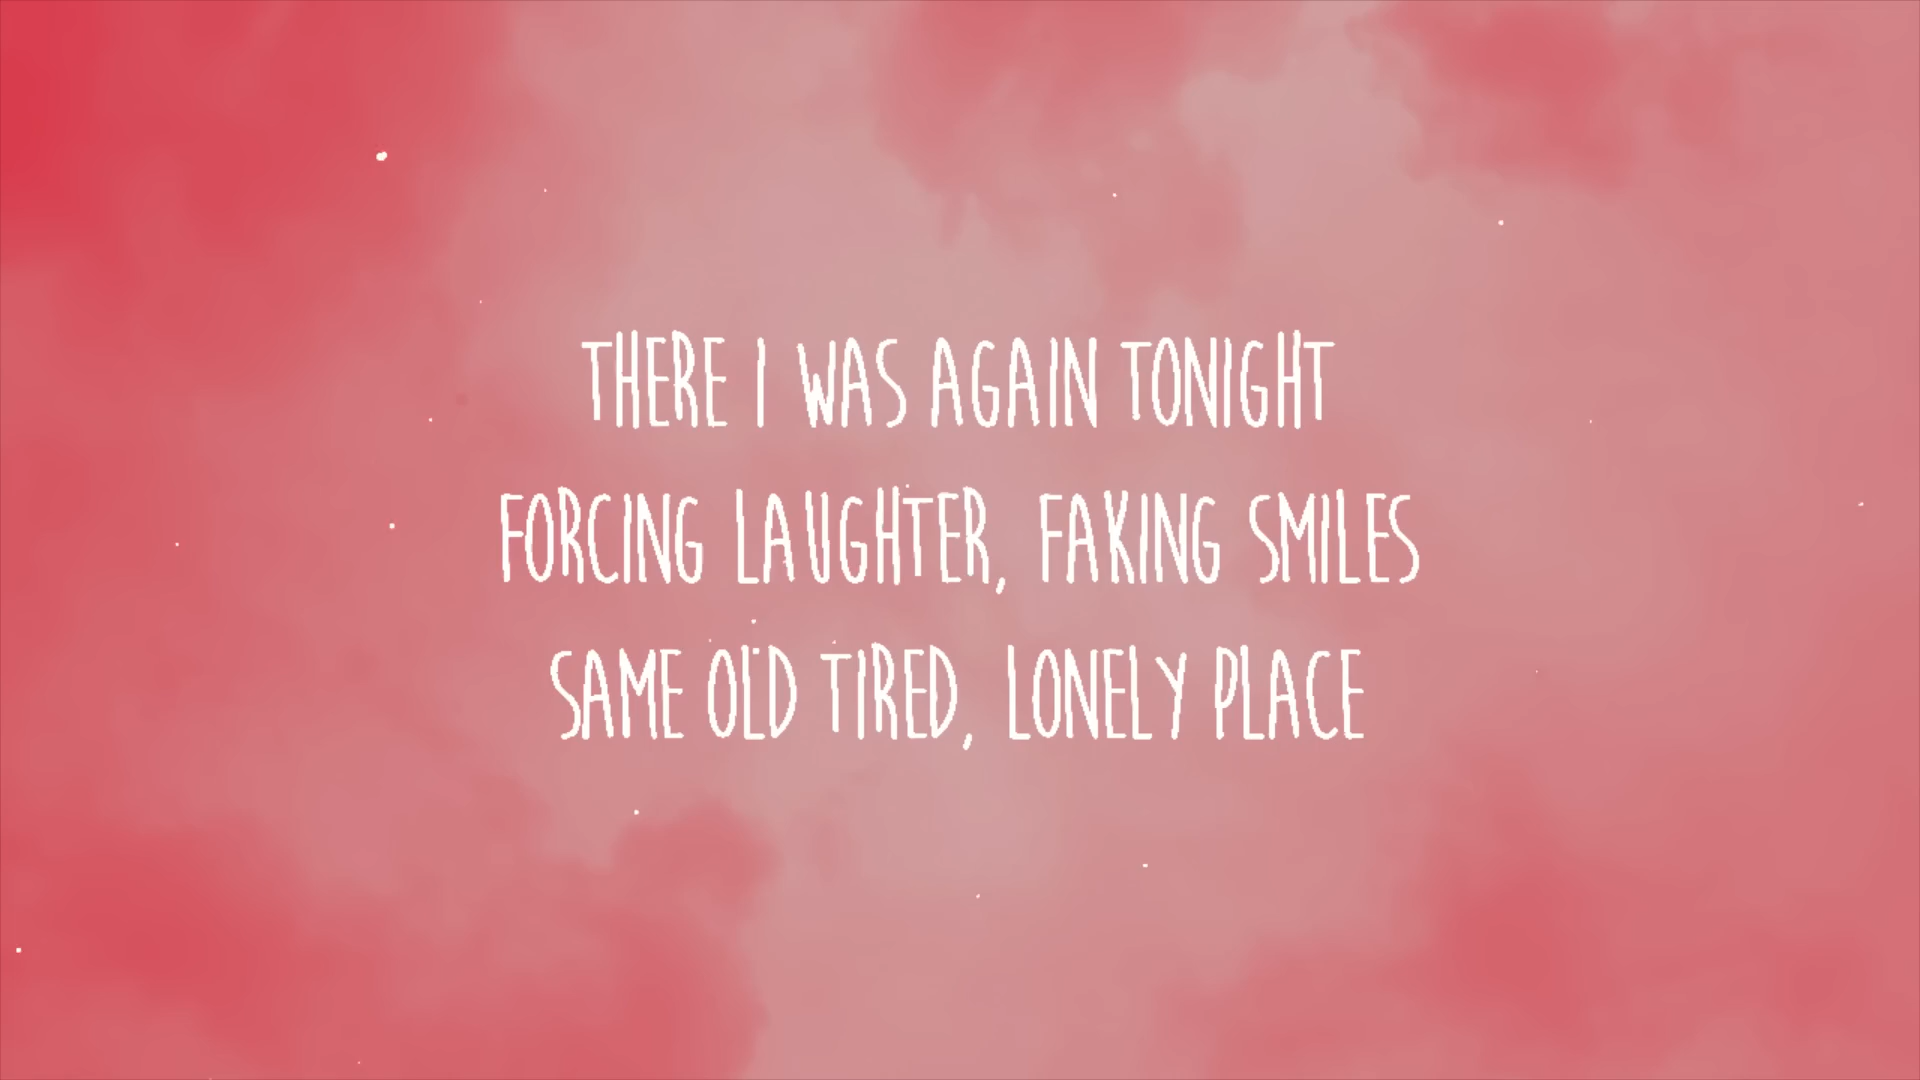 THERE I WAS AGAIN TONIGHT
FORCING LAUGHTER, FAKING SMILES
SAME OLD TIRED, LONELY PLACE